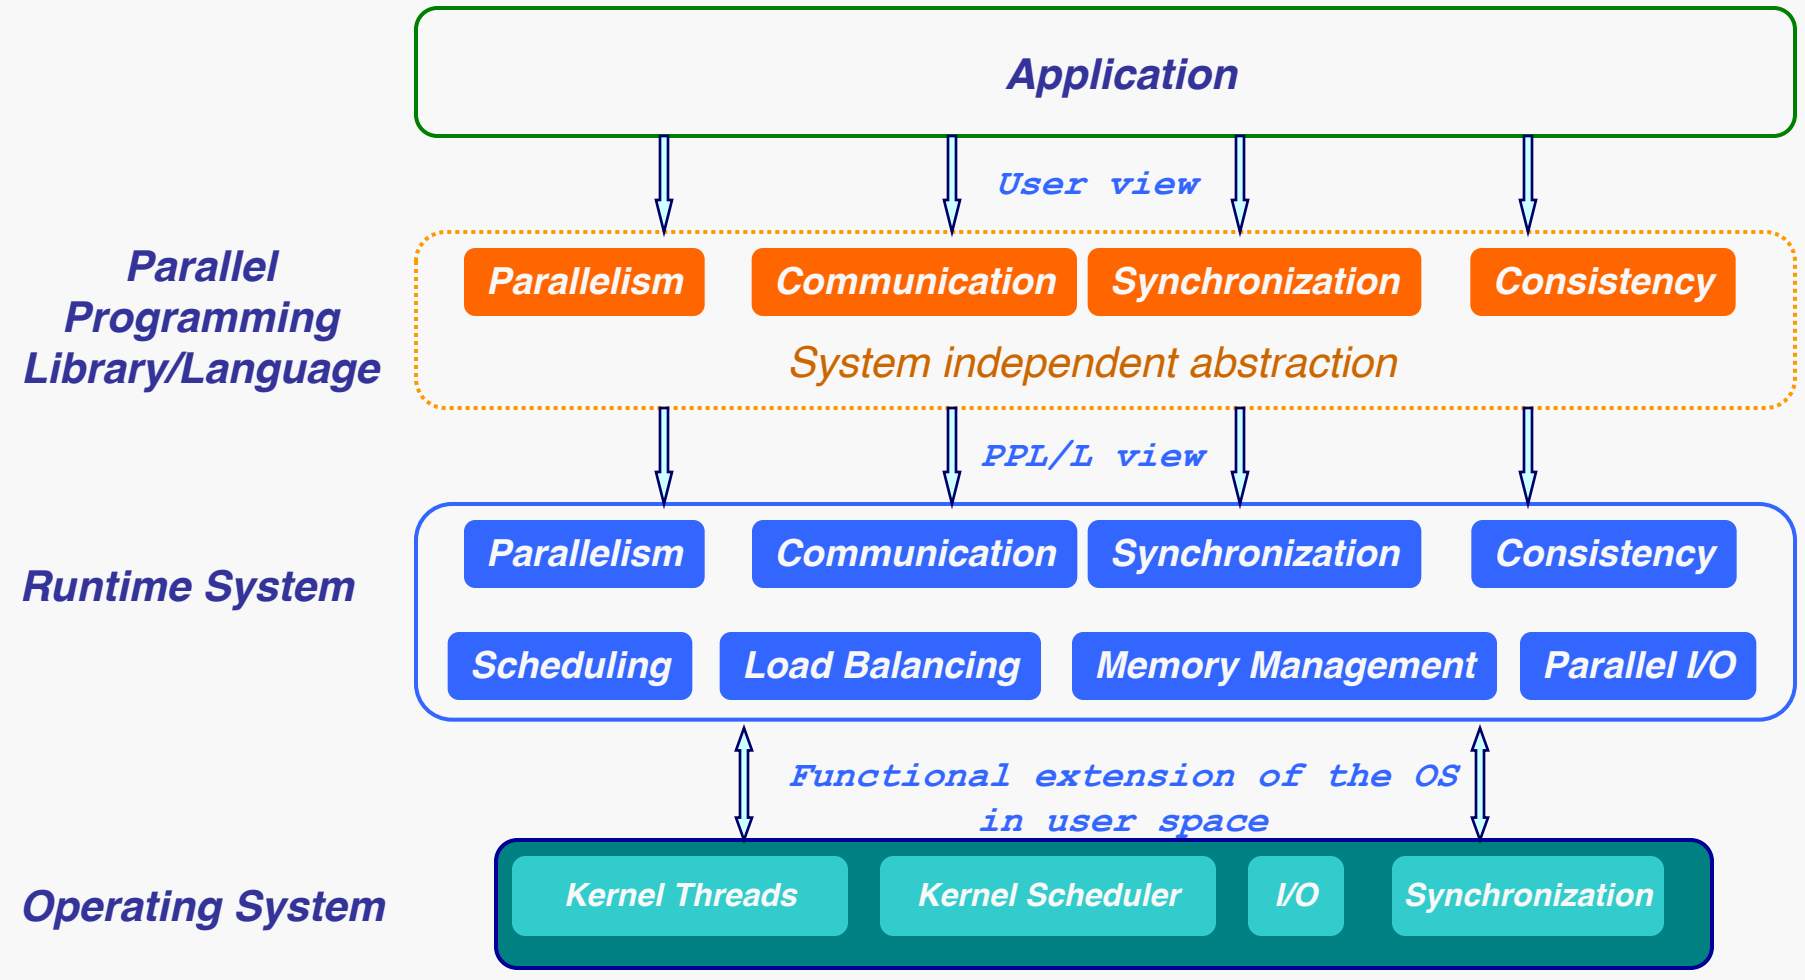 Application
User view
Parallel
Programming
Library/Language
Parallelism Communication Synchronization Consistency
System independent abstraction
PPL/L view
Runtime System
Parallelism Communication Synchronization Consistency
Scheduling Load Balancing Memory Management Parallel I/O
Functional extension of the OS
in user space
Operating System
Kernel Threads Kernel Scheduler I/O Synchronization